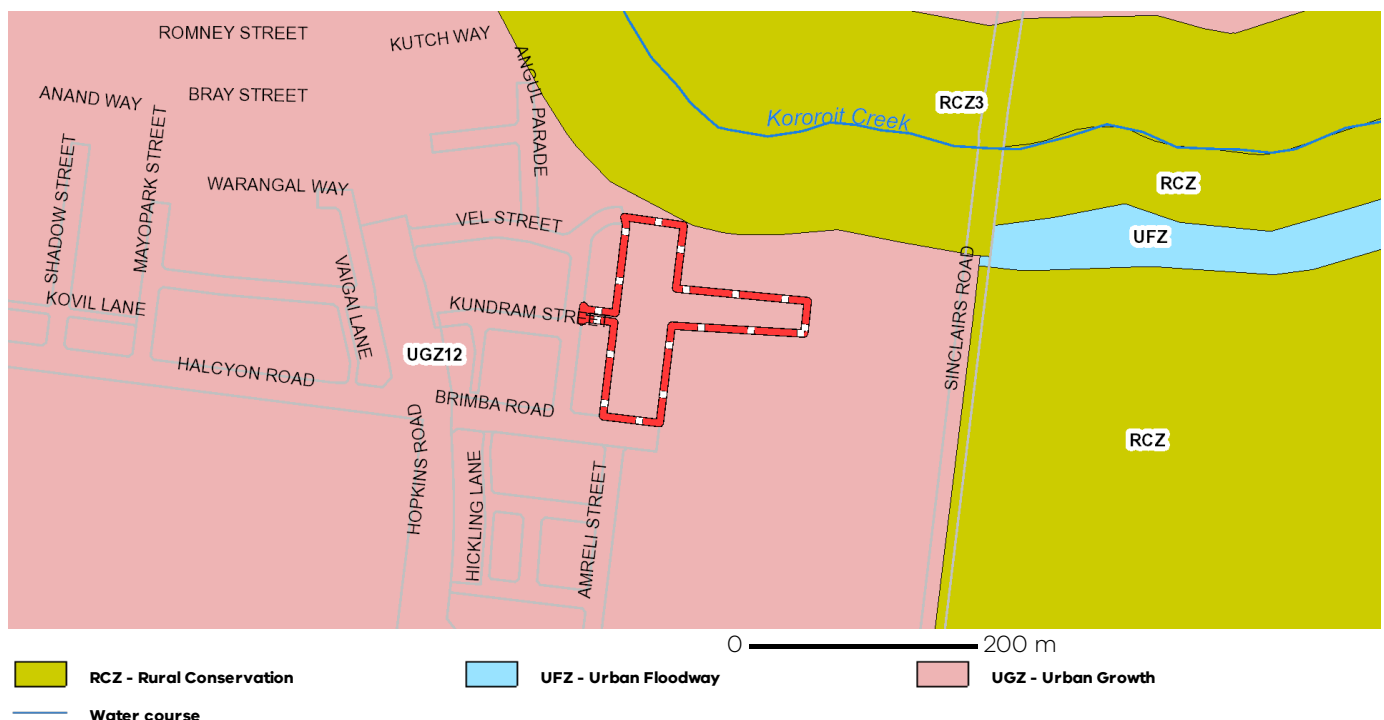 ROMNEY STREET
KUTCH WAY
ANGUL PARADE
ANAND WAY
BRAY STREET
RCZ3
Kororoit Creek
SHADOW STREET
MAYOPARK STREET
WARANGAL WAY
RCZ
VEL STREET
UFZ
VAIGAI LANE
KOVIL LANE
KUNDRAM STREET
SINCLAIRS ROAD
UGZ12
HALCYON ROAD
BRIMBA ROAD
HOPKINS ROAD
RCZ
HICKLING LANE
AMRELI STREET
0 200 m
RCZ - Rural Conservation
UFZ - Urban Floodway
UGZ - Urban Growth
Water course